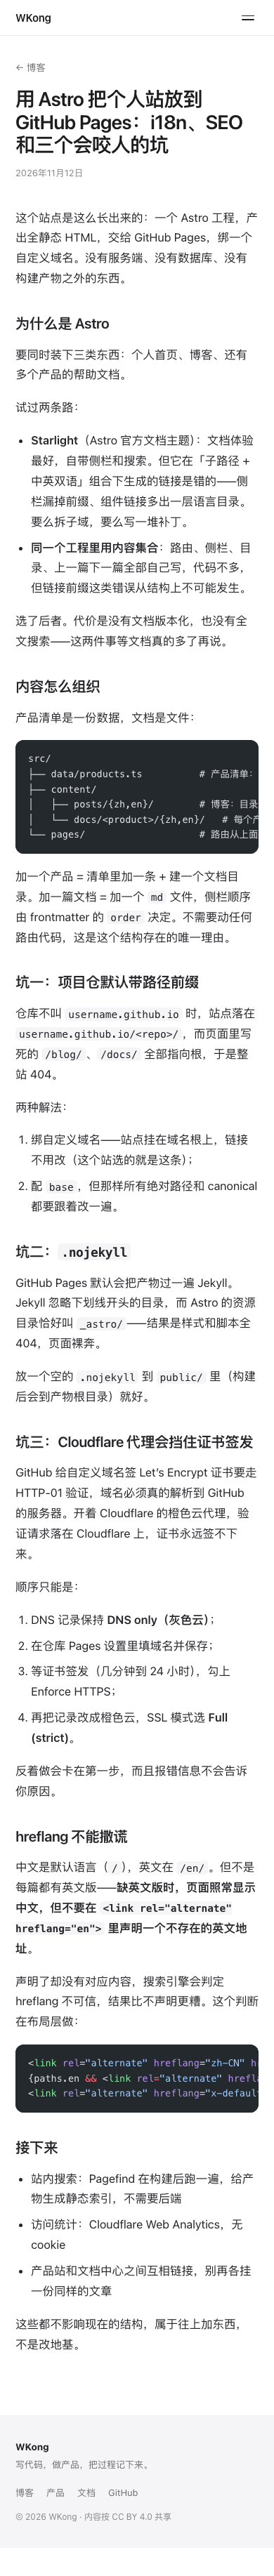 WKong
← 博客
用 Astro 把个人站放到
GitHub Pages：i18n、SEO
和三个会咬人的坑
2026年11月12日
这个站点是这么长出来的：一个 Astro 工程，产
出全静态 HTML，交给 GitHub Pages，绑一个
自定义域名。没有服务端、没有数据库、没有
构建产物之外的东西。
为什么是 Astro
要同时装下三类东西：个人首页、博客、还有
多个产品的帮助文档。
试过两条路：
• Starlight（Astro 官方文档主题）：文档体验
最好，自带侧栏和搜索。但它在「子路径 +
中英双语」组合下生成的链接是错的——侧
栏漏掉前缀、组件链接多出一层语言目录。
要么拆子域，要么写一堆补丁。
• 同一个工程里用内容集合：路由、侧栏、目
录、上一篇下一篇全部自己写，代码不多，
但链接前缀这类错误从结构上不可能发生。
选了后者。代价是没有文档版本化，也没有全
文搜索——这两件事等文档真的多了再说。
内容怎么组织
产品清单是一份数据，文档是文件：
src/
├── data/products.ts # 产品清单：
├── content/
│ ├── posts/{zh,en}/ # 博客：目录
│ └── docs/<product>/{zh,en}/ # 每个产
└── pages/ # 路由从上面
加一个产品 = 清单里加一条 + 建一个文档目
录。加一篇文档 = 加一个 md 文件，侧栏顺序
由 frontmatter 的 order 决定。不需要动任何
路由代码，这是这个结构存在的唯一理由。
坑一：项目仓默认带路径前缀
仓库不叫 username.github.io 时，站点落在
username.github.io/<repo>/，而页面里写
死的 /blog/、/docs/ 全部指向根，于是整
站 404。
两种解法：
1. 绑自定义域名——站点挂在域名根上，链接
不用改（这个站选的就是这条）；
2. 配 base，但那样所有绝对路径和 canonical
都要跟着改一遍。
坑二：.nojekyll
GitHub Pages 默认会把产物过一遍 Jekyll。
Jekyll 忽略下划线开头的目录，而 Astro 的资源
目录恰好叫 _astro/——结果是样式和脚本全
404，页面裸奔。
放一个空的 .nojekyll 到 public/ 里（构建
后会到产物根目录）就好。
坑三：Cloudflare 代理会挡住证书签发
GitHub 给自定义域名签 Let's Encrypt 证书要走
HTTP-01 验证，域名必须真的解析到 GitHub
的服务器。开着 Cloudflare 的橙色云代理，验
证请求落在 Cloudflare 上，证书永远签不下
来。
顺序只能是：
1. DNS 记录保持 DNS only（灰色云）；
2. 在仓库 Pages 设置里填域名并保存；
3. 等证书签发（几分钟到 24 小时），勾上
Enforce HTTPS；
4. 再把记录改成橙色云，SSL 模式选 Full
(strict)。
反着做会卡在第一步，而且报错信息不会告诉
你原因。
hreflang 不能撒谎
中文是默认语言（/），英文在 /en/。但不是
每篇都有英文版——缺英文版时，页面照常显示
中文，但不要在 <link rel="alternate"
hreflang="en"> 里声明一个不存在的英文地
址。
声明了却没有对应内容，搜索引擎会判定
hreflang 不可信，结果比不声明更糟。这个判断
在布局层做：
<link rel="alternate" hreflang="zh-CN" hr
{paths.en && <link rel="alternate" hrefla
<link rel="alternate" hreflang="x-default
接下来
• 站内搜索：Pagefind 在构建后跑一遍，给产
物生成静态索引，不需要后端
• 访问统计：Cloudflare Web Analytics，无
cookie
• 产品站和文档中心之间互相链接，别再各挂
一份同样的文章
这些都不影响现在的结构，属于往上加东西，
不是改地基。
WKong
写代码，做产品，把过程记下来。
博客 产品 文档 GitHub
© 2026 WKong · 内容按 CC BY 4.0 共享